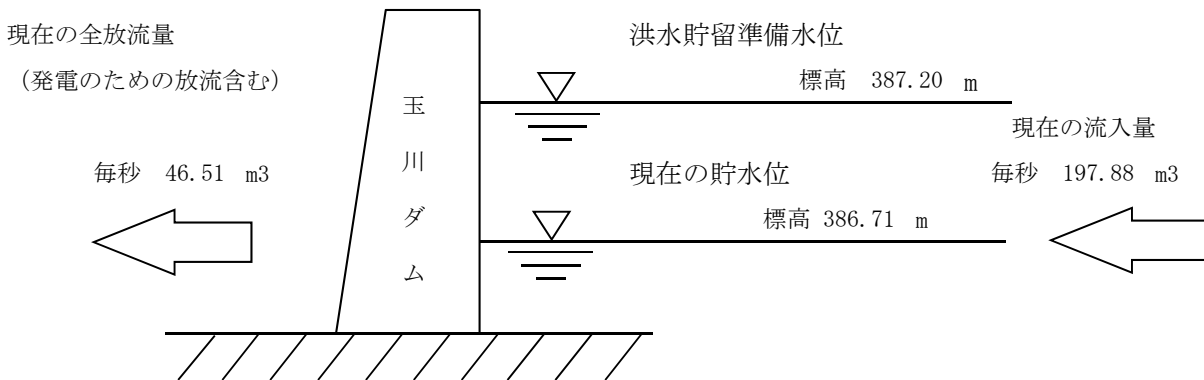 現在の全放流量
（発電のための放流含む）
毎秒　46.51　m3
玉川ダム
洪水貯留準備水位
標高　387.20　m
現在の貯水位
標高 386.71　m
現在の流入量
毎秒　197.88　m3